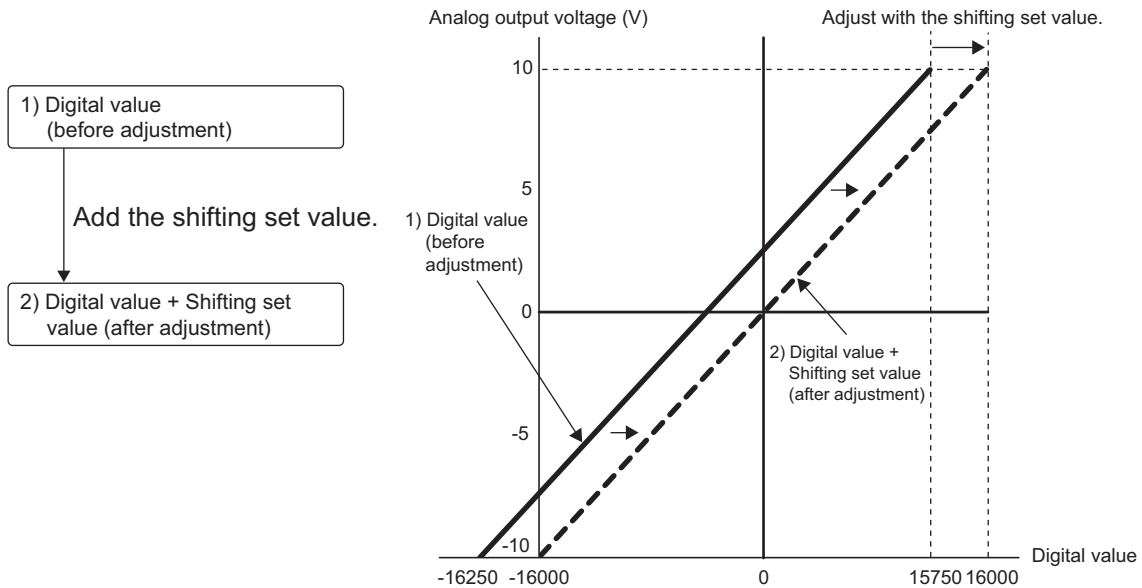 Analog output voltage (V)
Adjust with the shifting set value.
1) Digital value
(before adjustment)
Add the shifting set value.
2) Digital value + Shifting set
value (after adjustment)
10
5
0
-5
-10
1) Digital value
(before
adjustment)
2) Digital value +
Shifting set value
(after adjustment)
Digital value
-16250 -16000 0 15750 16000